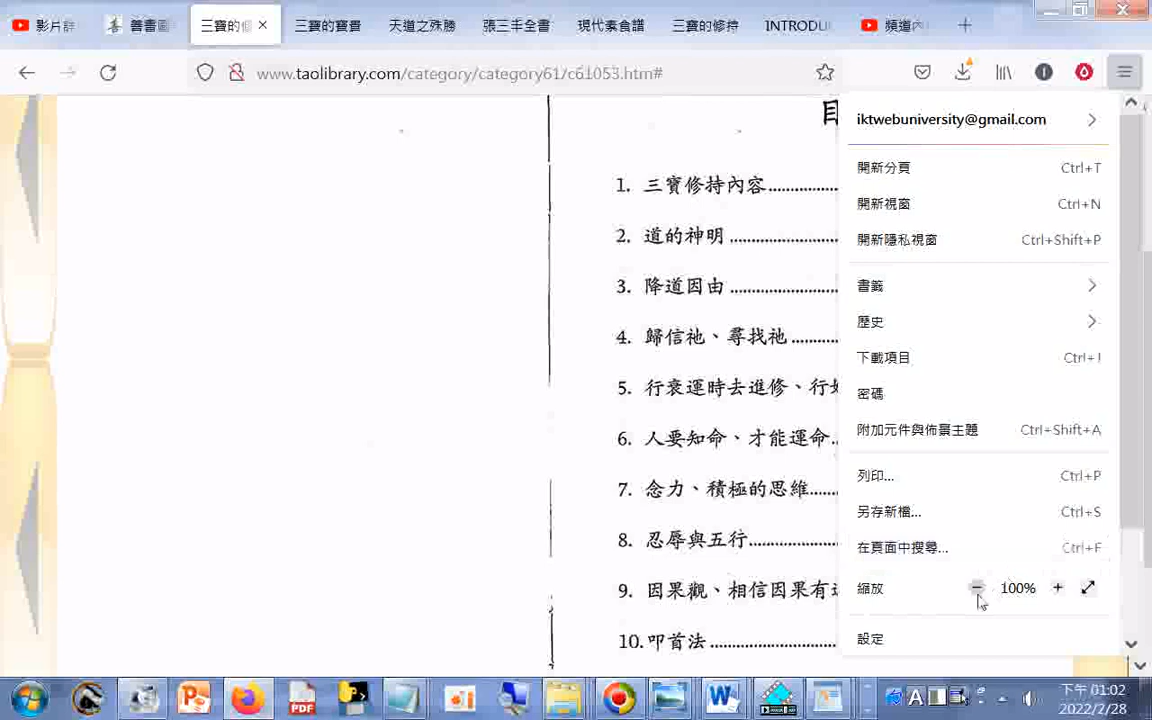 影片群
善書圖
三寶的
三寶的寶貴
天道之殊勝
張三丰全書
現代素食譜
三寶的修持
INTRODU
頻道內
www.taolibrary.com/category/category61/c61053.htm#
目
1. 三寶修持內容
2. 道的神明
3. 降道因由
4. 歸信祂、尋找祂
5. 行衰運時去進修、行
6. 人要知命、才能運命
7. 念力、積極的思維
8. 忍辱與五行
9. 因果觀、相信因果有
10. 叩首法
iktwebuniversity@gmail.com
開新分頁 Ctrl+T
開新視窗 Ctrl+N
開新隱私視窗 Ctrl+Shift+P
書籤
歷史
下載項目 Ctrl+J
密碼
附加元件與佈景主題 Ctrl+Shift+A
列印... Ctrl+P
另存新檔... Ctrl+S
在頁面中搜尋... Ctrl+F
縮放 − 100% +
設定
下午 01:02
2022/2/28